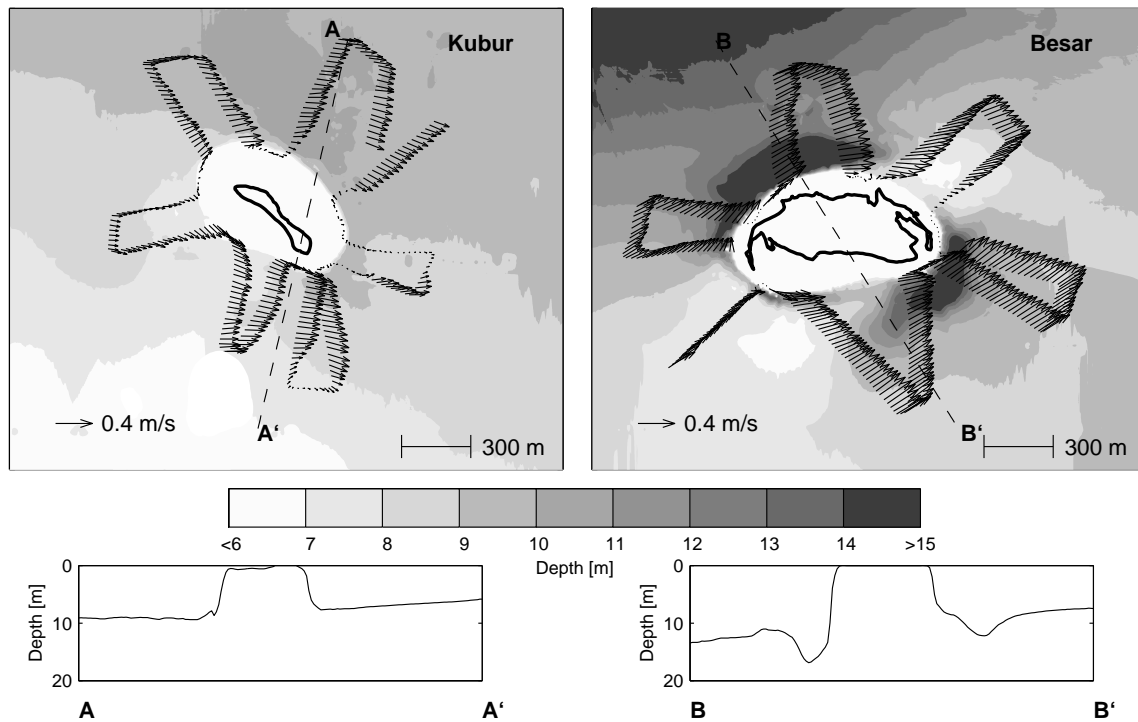 A
Kubur
B
Besar
0.4 m/s
A‘
300 m
0.4 m/s
B‘
300 m
<6 7 8 9 10 11 12 13 14 >15
Depth [m]
0
10
20
Depth [m]
A A‘
0
10
20
Depth [m]
B B‘